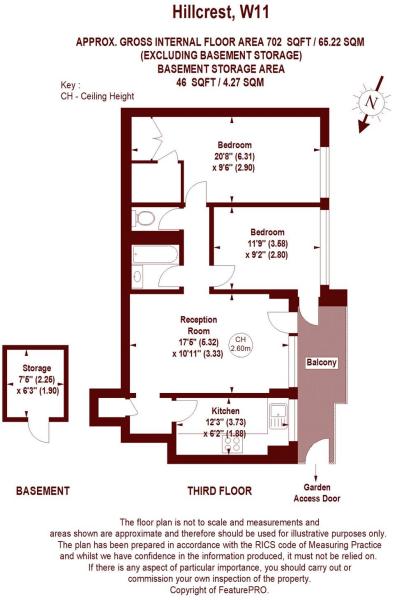 Hillcrest, W11
APPROX. GROSS INTERNAL FLOOR AREA 702 SQFT / 65.22 SQM
(EXCLUDING BASEMENT STORAGE)
BASEMENT STORAGE AREA
46 SQFT / 4.27 SQM
Key :
CH - Ceiling Height
N
Bedroom
20'8" (6.31)
x 9'6" (2.90)
Bedroom
11'9" (3.58)
x 9'2" (2.80)
Reception
Room
17'5" (5.32)
x 10'11" (3.33)
CH
2.60m
Balcony
Storage
7'5" (2.25)
x 6'3" (1.90)
Kitchen
12'3" (3.73)
x 6'2" (1.88)
Garden
Access Door
BASEMENT
THIRD FLOOR
The floor plan is not to scale and measurements and
areas shown are approximate and therefore should be used for illustrative purposes only.
The plan has been prepared in accordance with the RICS code of Measuring Practice
and whilst we have confidence in the information produced, it must not be relied on.
If there is any aspect of particular importance, you should carry out or
commission your own inspection of the property.
Copyright of FeaturePRO.